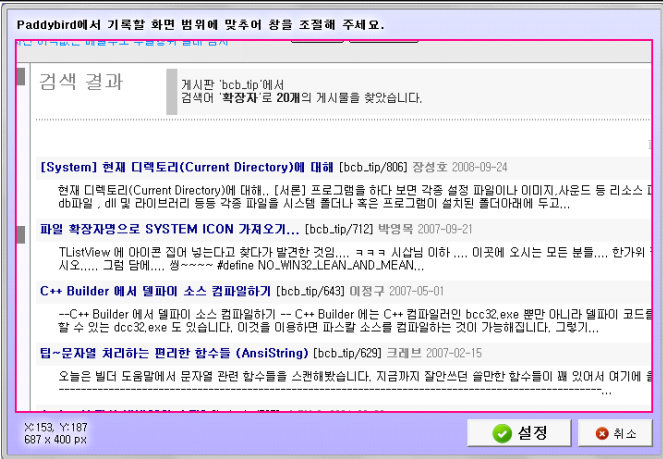 Paddybird에서 기록할 화면 범위에 맞추어 창을 조절해 주세요.
검색 결과
게시판 'bcb_tip'에서
검색어 '확장자'로 20개의 게시물을 찾았습니다.
[System] 현재 디렉토리(Current Directory)에 대해 [bcb_tip/806] 장성호 2008-09-24
현재 디렉토리(Current Directory)에 대해.. [서론] 프로그램을 하다 보면 각종 설정 파일이나 이미지,사운드 등 리소스
db파일 , dll 및 라이브러리 등등 각종 파일을 시스템 폴더나 혹은 프로그램이 설치된 폴더아래에 두고...
파일 확장자명으로 SYSTEM ICON 가져오기... [bcb_tip/712] 박영목 2007-09-21
TListView 에 아이콘 집어 넣는다고 찾다가 발견한 것임.... ㅋㅋㅋ 시삽님 이하 .... 이곳에 오시는 모든 분들.... 한가위
시오..... 그럼 담에.... 씽~~~~ #define NO_WIN32_LEAN_AND_MEAN...
C++ Builder 에서 델파이 소스 컴파일하기 [bcb_tip/643] 이정구 2007-05-01
--C++ Builder 에서 델파이 소스 컴파일하기 -- C++ Builder 에는 C++ 컴파일러인 bcc32.exe 뿐만 아니라 델파이 코드를
할 수 있는 dcc32.exe 도 있습니다. 이것을 이용하면 파스칼 소스를 컴파일하는 것이 가능해집니다. 그렇기...
팁~문자열 처리하는 편리한 함수들 (AnsiString) [bcb_tip/629] 크레브 2007-02-15
오늘은 빌더 도움말에서 문자열 관련 함수들을 스캔해봤습니다. 지금까지 잘안쓰던 쓸만한 함수들이 꽤 있어서 여기에
---------------------------------------------------------------------------------------...
X:153, Y:187
687 x 400 px
설정
취소